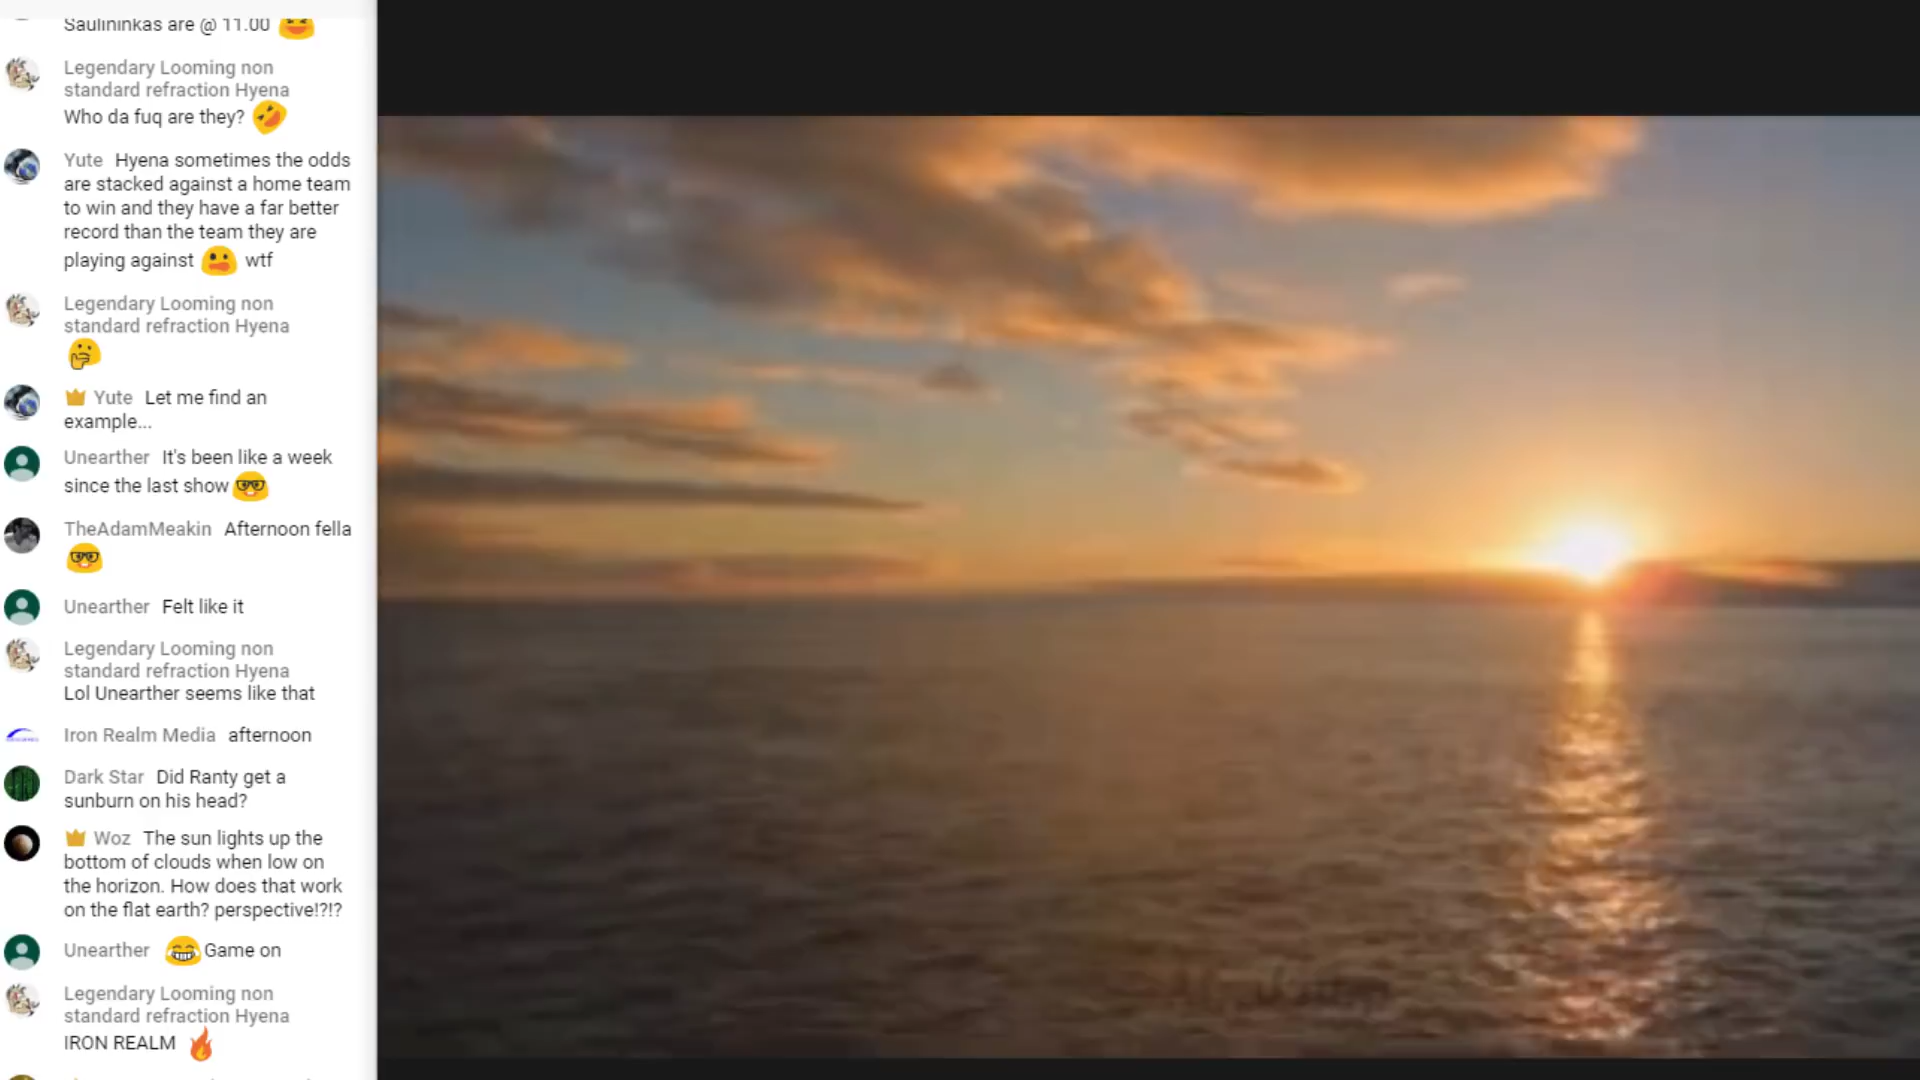 Saulininkas are @ 11.00
Legendary Looming non
standard refraction Hyena
Who da fuq are they?
Yute Hyena sometimes the odds
are stacked against a home team
to win and they have a far better
record than the team they are
playing against wtf
Legendary Looming non
standard refraction Hyena
Yute Let me find an
example...
Unearther It's been like a week
since the last show
TheAdamMeakin Afternoon fella
Unearther Felt like it
Legendary Looming non
standard refraction Hyena
Lol Unearther seems like that
Iron Realm Media afternoon
Dark Star Did Ranty get a
sunburn on his head?
Woz The sun lights up the
bottom of clouds when low on
the horizon. How does that work
on the flat earth? perspective!?!?
Unearther Game on
Legendary Looming non
standard refraction Hyena
IRON REALM